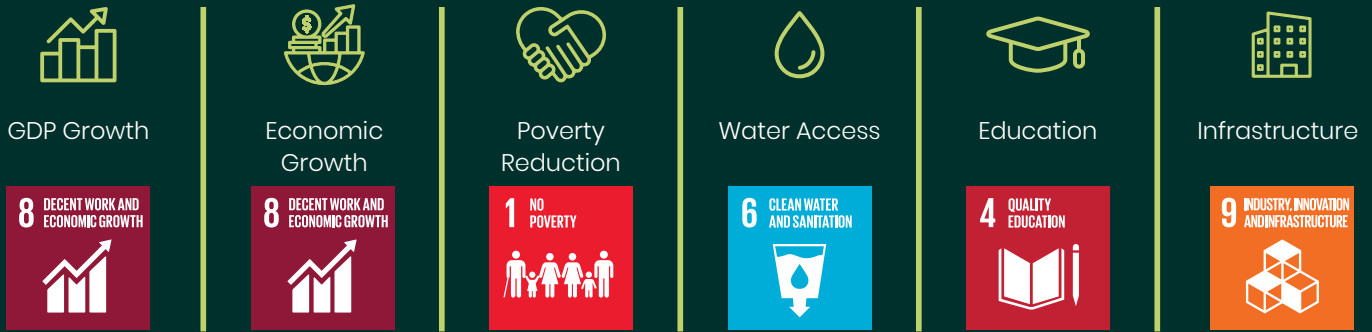 GDP Growth
8 DECENT WORK AND
ECONOMIC GROWTH
$
Economic
Growth
8 DECENT WORK AND
ECONOMIC GROWTH
Poverty
Reduction
1 NO
POVERTY
Water Access
6 CLEAN WATER
AND SANITATION
Education
4 QUALITY
EDUCATION
Infrastructure
9 INDUSTRY, INNOVATION
AND INFRASTRUCTURE